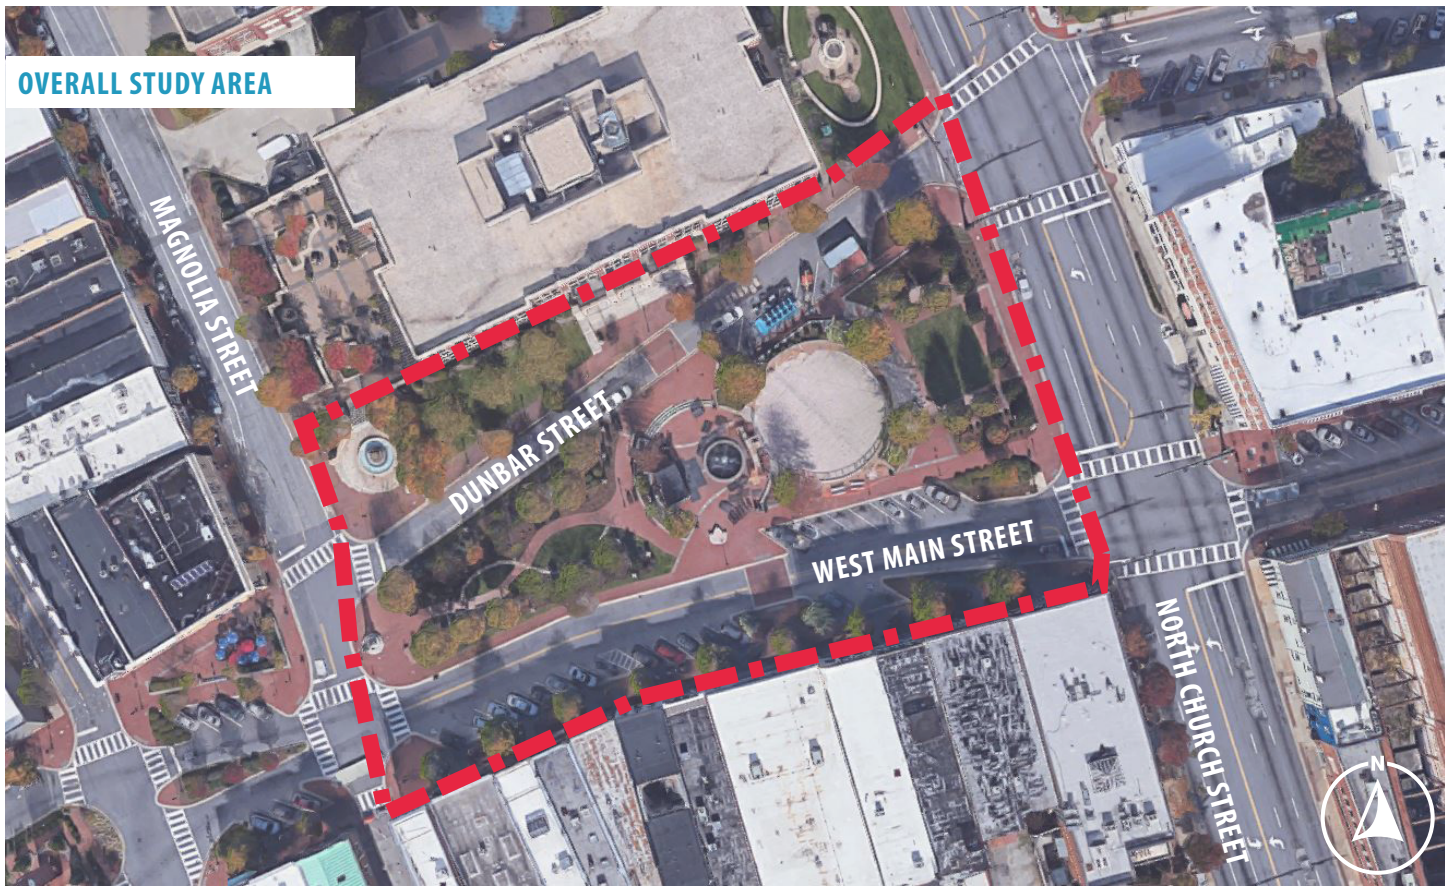 OVERALL STUDY AREA
MAGNOLIA STREET
DUNBAR STREET
WEST MAIN STREET
NORTH CHURCH STREET
N